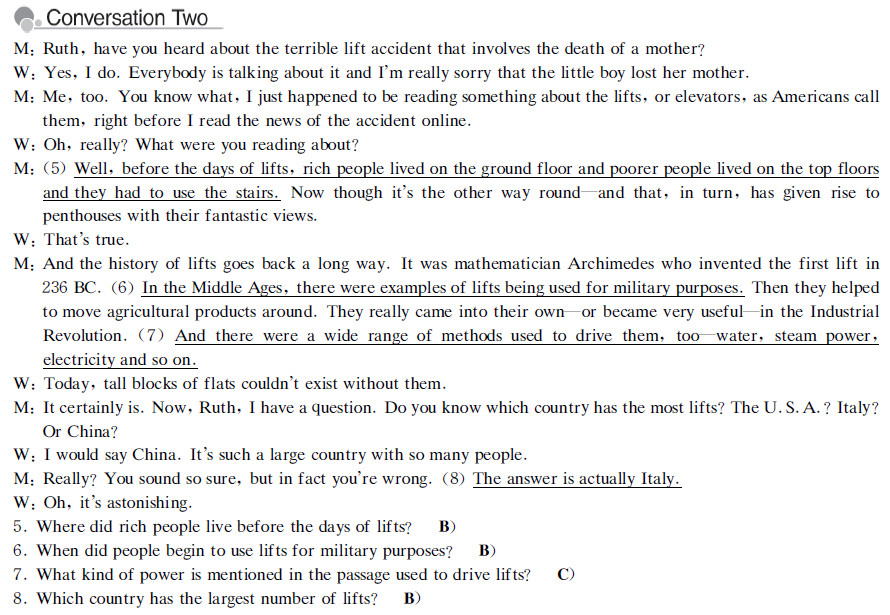 Conversation Two
M: Ruth, have you heard about the terrible lift accident that involves the death of a mother?
W: Yes, I do. Everybody is talking about it and I'm really sorry that the little boy lost her mother.
M: Me, too. You know what, I just happened to be reading something about the lifts, or elevators, as Americans call
them, right before I read the news of the accident online.
W: Oh, really? What were you reading about?
M: (5) Well, before the days of lifts, rich people lived on the ground floor and poorer people lived on the top floors
and they had to use the stairs. Now though it's the other way round—and that, in turn, has given rise to
penthouses with their fantastic views.
W: That's true.
M: And the history of lifts goes back a long way. It was mathematician Archimedes who invented the first lift in
236 BC. (6) In the Middle Ages, there were examples of lifts being used for military purposes. Then they helped
to move agricultural products around. They really came into their own—or became very useful—in the Industrial
Revolution. (7) And there were a wide range of methods used to drive them, too—water, steam power,
electricity and so on.
W: Today, tall blocks of flats couldn't exist without them.
M: It certainly is. Now, Ruth, I have a question. Do you know which country has the most lifts? The U.S.A.? Italy?
Or China?
W: I would say China. It's such a large country with so many people.
M: Really? You sound so sure, but in fact you're wrong. (8) The answer is actually Italy.
W: Oh, it's astonishing.
5. Where did rich people live before the days of lifts? B)
6. When did people begin to use lifts for military purposes? B)
7. What kind of power is mentioned in the passage used to drive lifts? C)
8. Which country has the largest number of lifts? B)